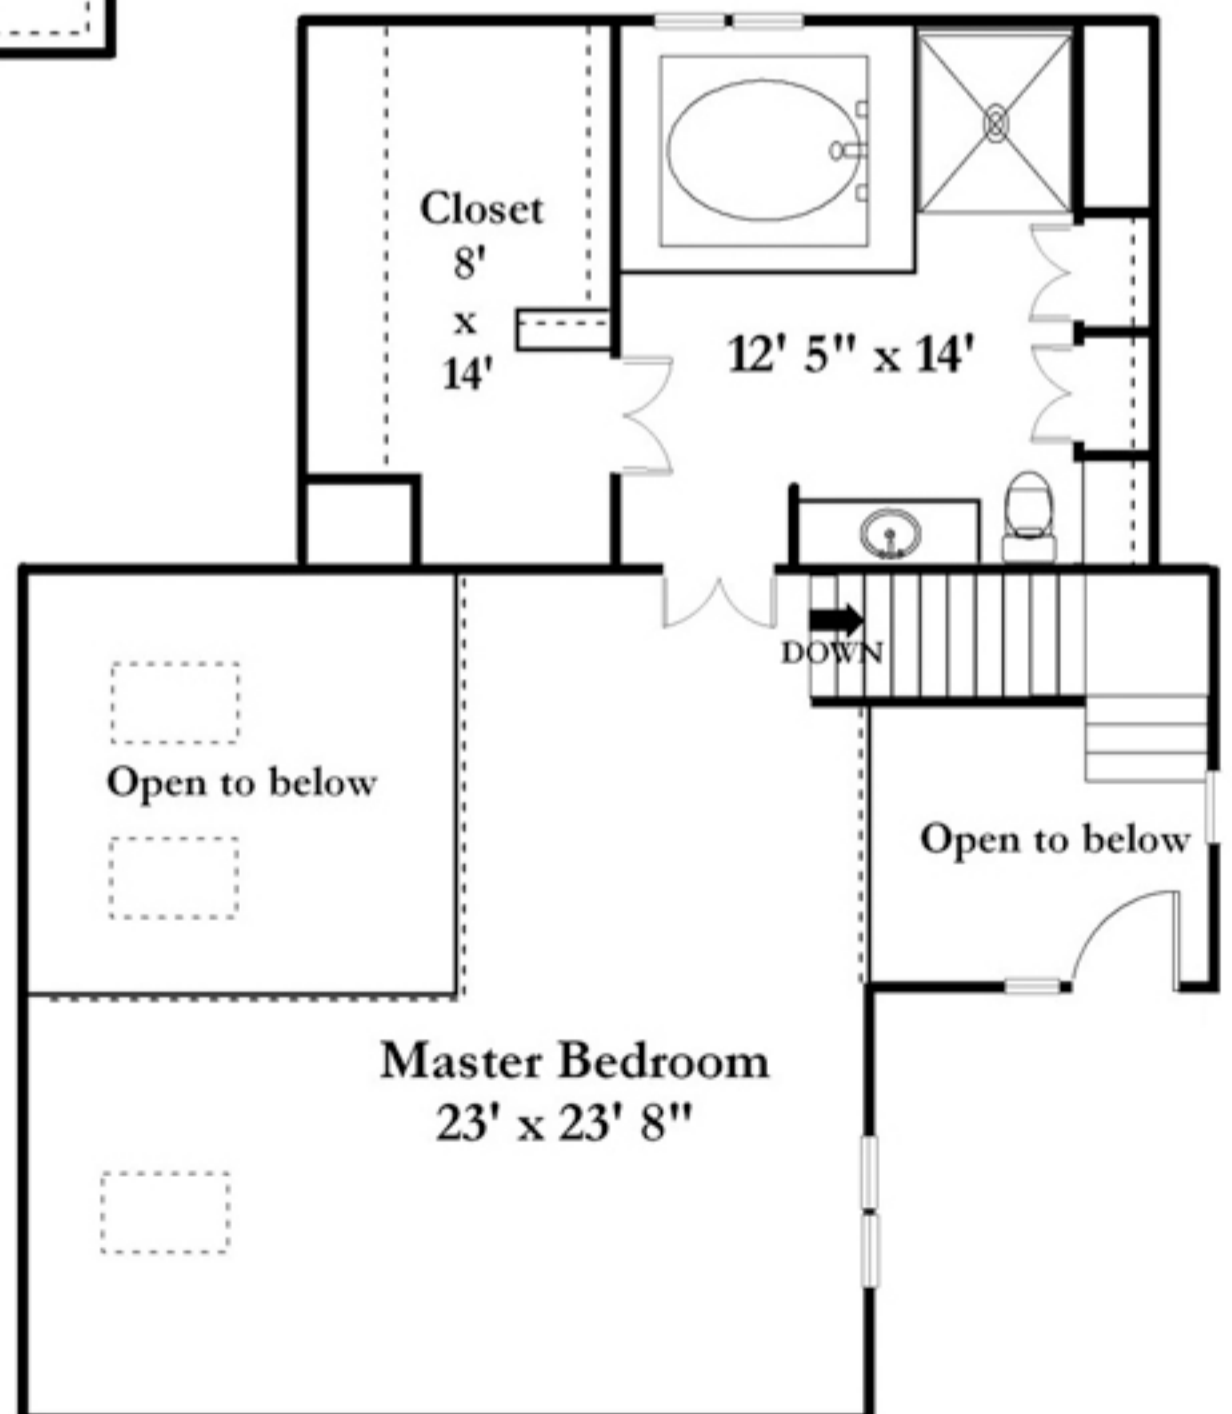 Closet
8'
x
14'
12' 5" x 14'
DOWN
Open to below
Open to below
Master Bedroom
23' x 23' 8"